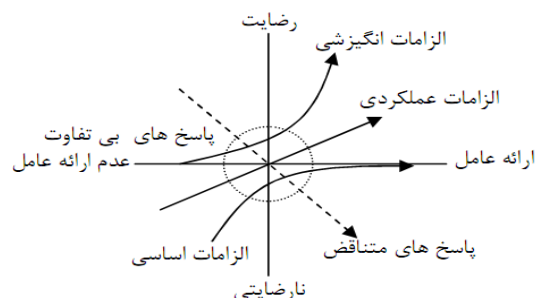 رضایت
الزامات انگیزشی
الزامات عملکردی
پاسخ های بی تفاوت
عدم ارائه عامل
ارائه عامل
پاسخ های متناقض
الزامات اساسی
نارضایتی